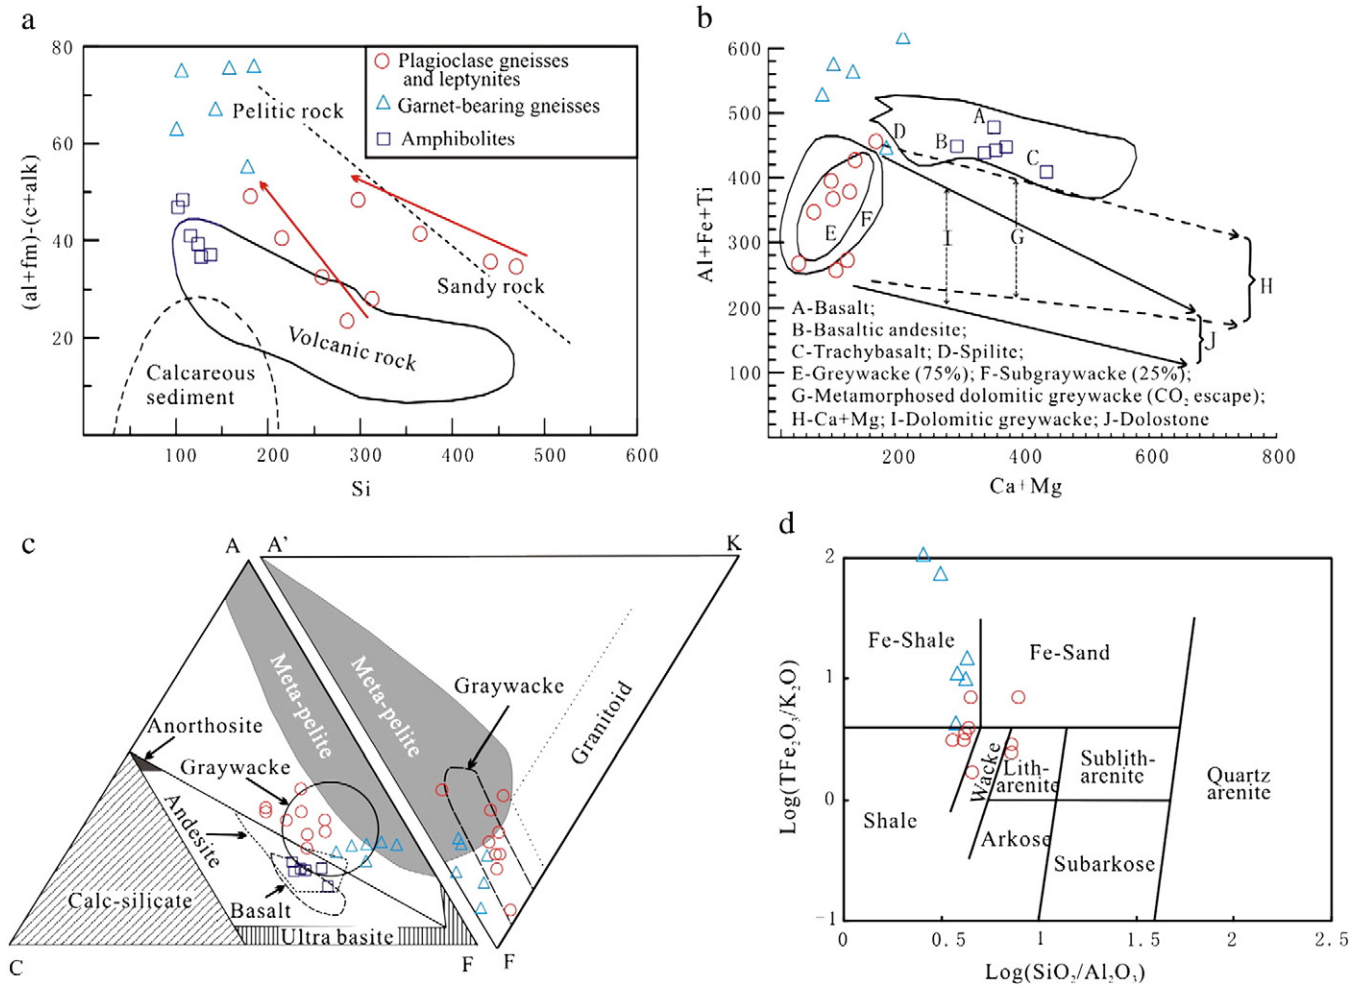 a
80
60
40
20
(al+fm)-(c+alk)
Plagioclase gneisses
and leptynites
Garnet-bearing gneisses
Amphibolites
Pelitic rock
Sandy rock
Volcanic rock
Calcareous
sediment
100 200 300 400 500 600
Si
b
600
500
400
300
200
100
Al+Fe+Ti
A
B
C
D
E
F
I
G
H
J
A-Basalt;
B-Basaltic andesite;
C-Trachybasalt; D-Spilite;
E-Greywacke (75%); F-Subgraywacke (25%);
G-Metamorphosed dolomitic greywacke (CO₂ escape);
H-Ca+Mg; I-Dolomitic greywacke; J-Dolostone
200 400 600 800
Ca+Mg
c
A A' K
Meta-pelite
Meta-pelite
Graywacke
Granitoid
Anorthosite
Graywacke
Andesite
Calc-silicate
Basalt
Ultra basite
C F F
d
2
1
0
-1
Log(TFe₂O₃/K₂O)
Fe-Shale
Fe-Sand
Wacke
Lith-
arenite
Sublith-
arenite
Quartz
arenite
Shale
Arkose
Subarkose
0 0.5 1 1.5 2 2.5
Log(SiO₂/Al₂O₃)